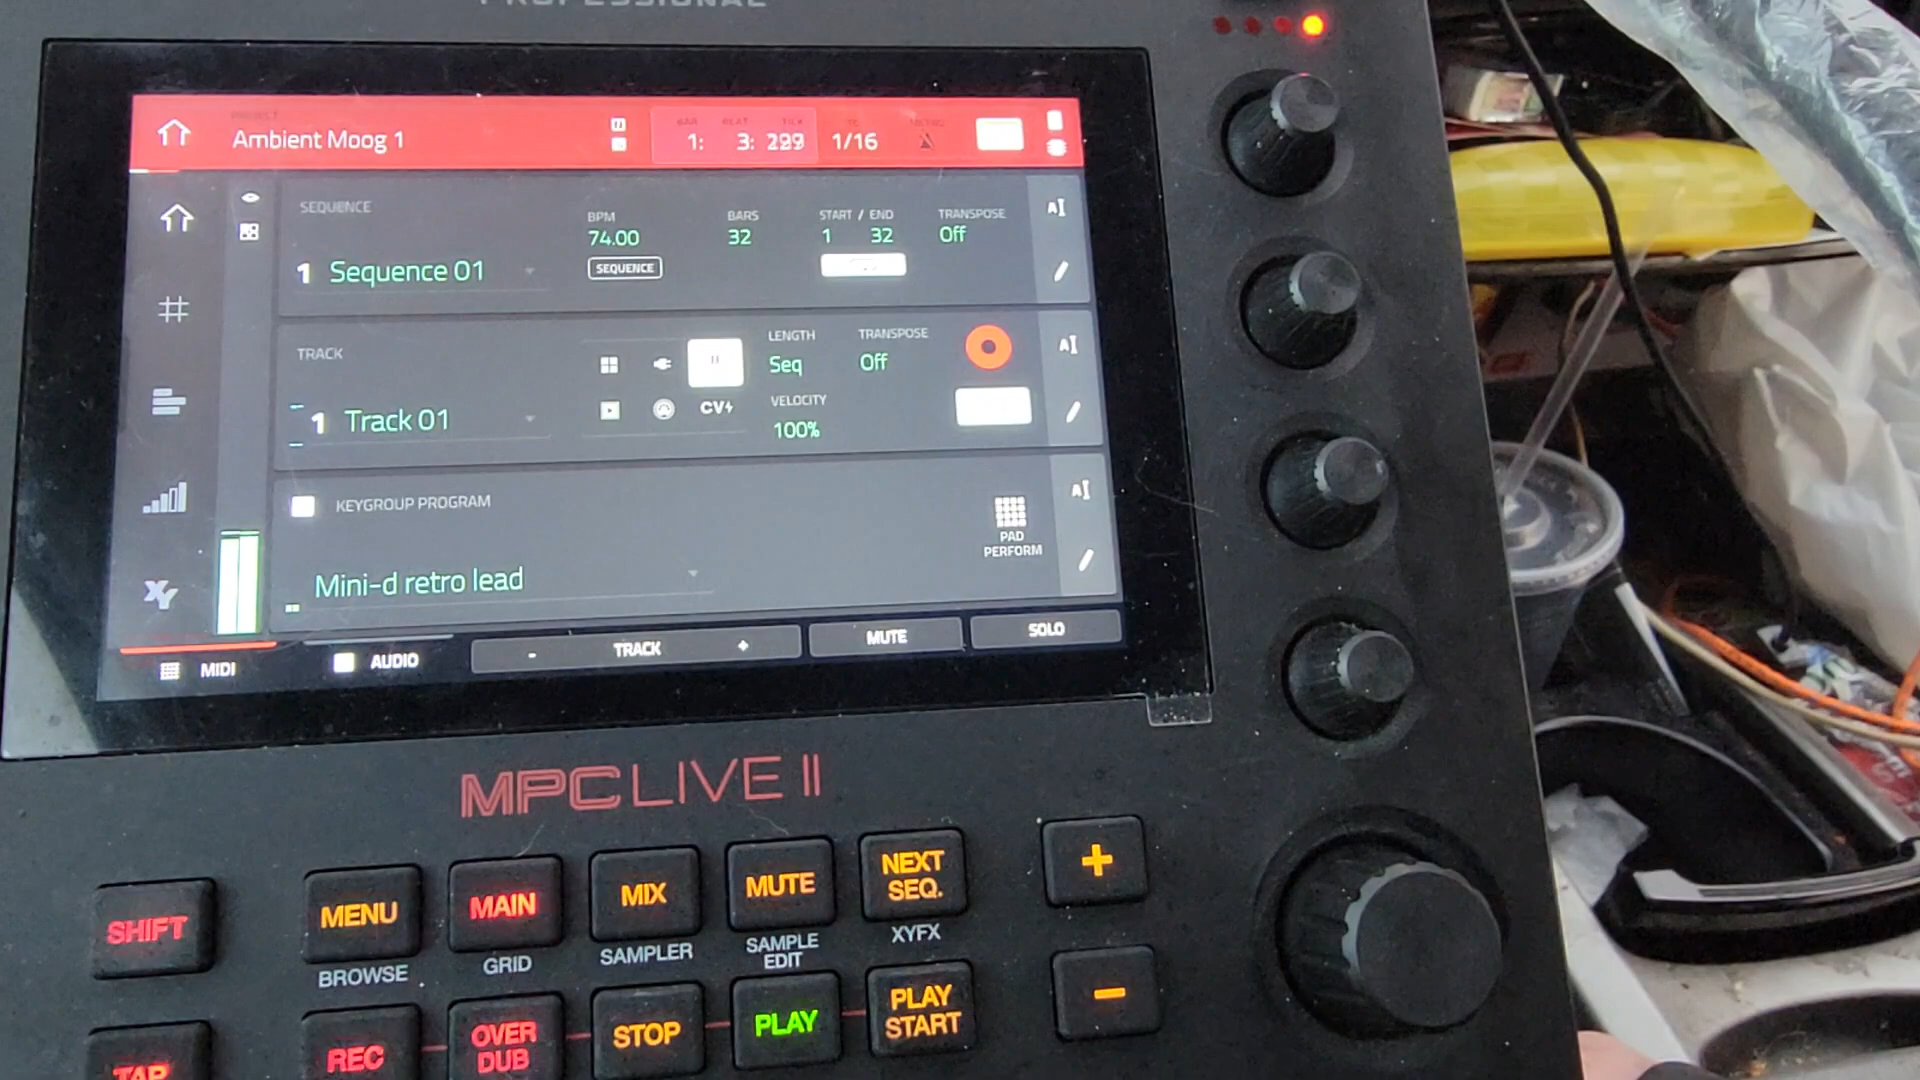 PROFESSIONAL
PROJECT
Ambient Moog 1
BAR BEAT TICK
1: 3: 299
TC
1/16
METRO
SEQUENCE
1 Sequence 01
BPM
74.00
SEQUENCE
BARS
32
START / END
1 32
TRANSPOSE
Off
TRACK
1 Track 01
CV
LENGTH
Seq
TRANSPOSE
Off
VELOCITY
100%
KEYGROUP PROGRAM
Mini-d retro lead
PAD
PERFORM
XY
MIDI
AUDIO
- TRACK +
MUTE
SOLO
MPC LIVE II
SHIFT
MENU
BROWSE
MAIN
GRID
MIX
SAMPLER
MUTE
SAMPLE
EDIT
NEXT
SEQ.
XYFX
+
TAP
REC
OVER
DUB
STOP
PLAY
PLAY
START
-